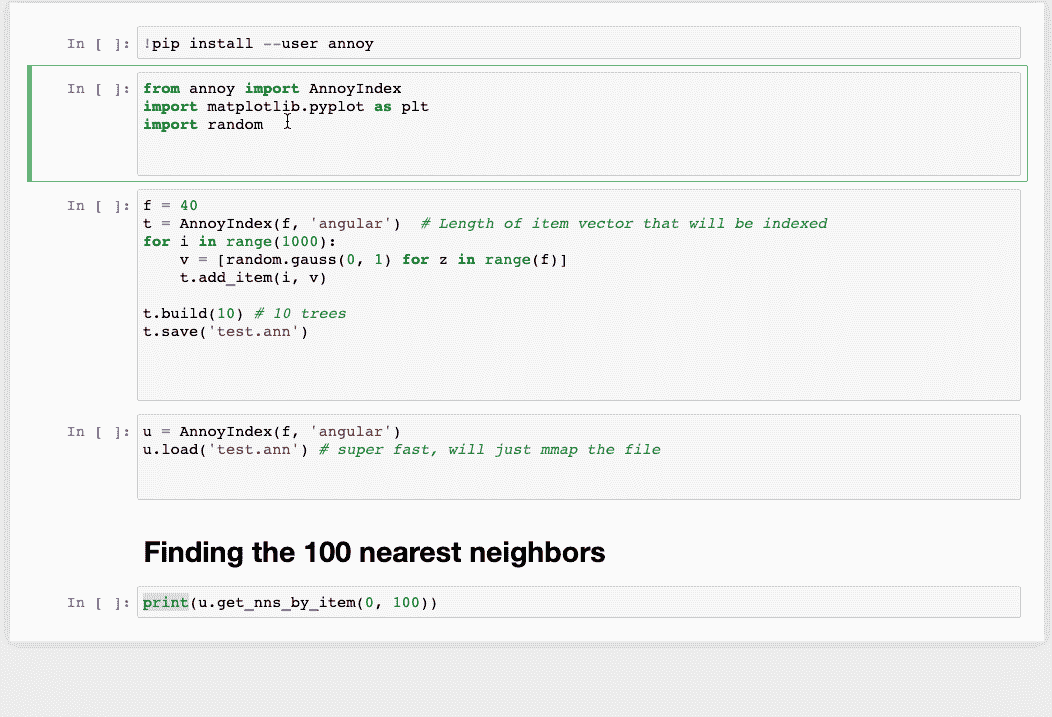 In [ ]: !pip install --user annoy
In [ ]: from annoy import AnnoyIndex
import matplotlib.pyplot as plt
import random
In [ ]: f = 40
t = AnnoyIndex(f, 'angular')  # Length of item vector that will be indexed
for i in range(1000):
    v = [random.gauss(0, 1) for z in range(f)]
    t.add_item(i, v)
t.build(10) # 10 trees
t.save('test.ann')
In [ ]: u = AnnoyIndex(f, 'angular')
u.load('test.ann') # super fast, will just mmap the file
Finding the 100 nearest neighbors
In [ ]: print(u.get_nns_by_item(0, 100))